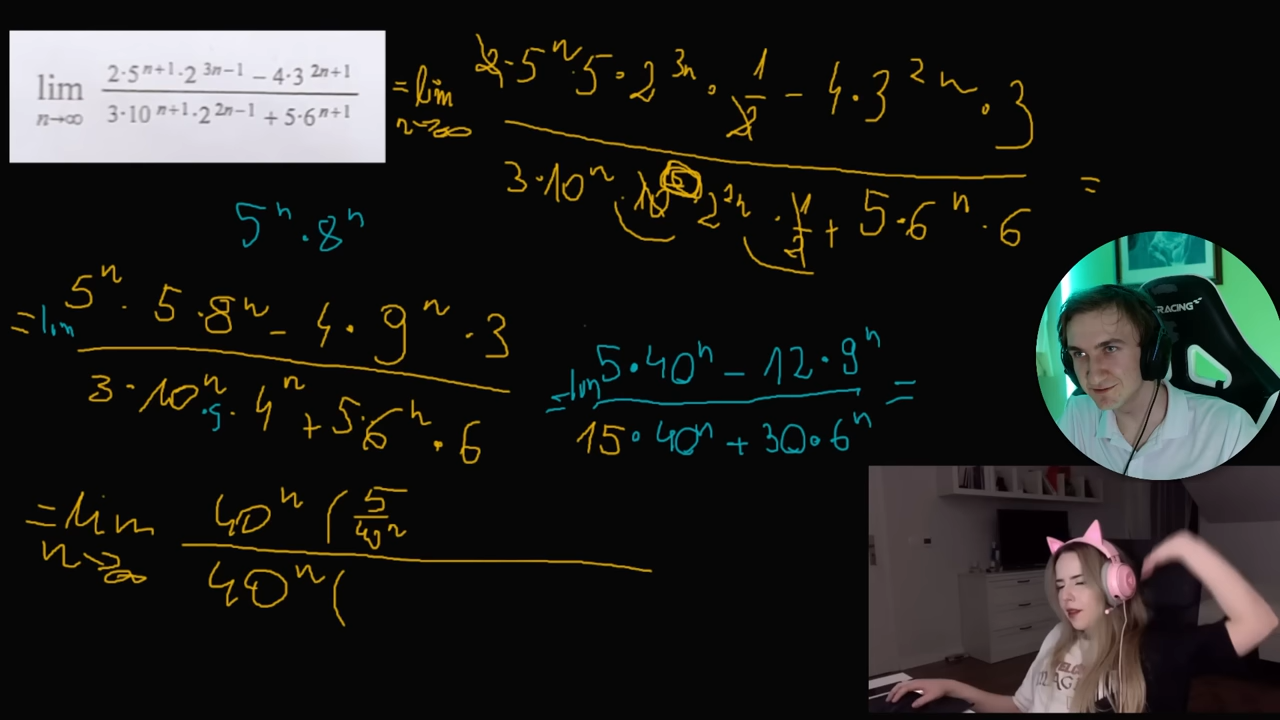 lim n→∞ (2·5^{n+1}·2^{3n-1} - 4·3^{2n+1}) / (3·10^{n+1}·2^{2n-1} + 5·6^{n+1})
= lim n→∞ (2·5^n·5·2^{3n}·1/2 - 4·3^{2n}·3) / (3·10^n·10 5 2^{2n}·1/2 + 5·6^n·6) =
5^n·8^n
= lim (5^n·5·8^n - 4·9^n·3) / (3·10^n·5·4^n + 5·6^n·6)
= lim (5·40^n - 12·9^n) / (15·40^n + 30·6^n) =
= lim n→∞ 40^n (5/40^n / 40^n (
RACING